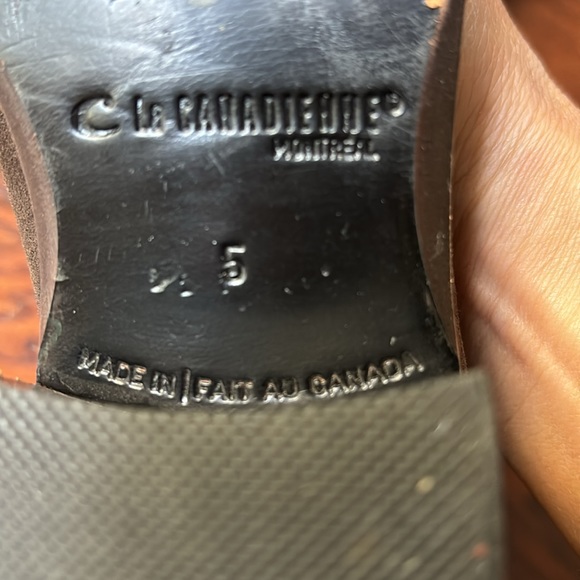 la CANADIENNE®
MONTREAL
5
MADE IN | FAIT AU CANADA